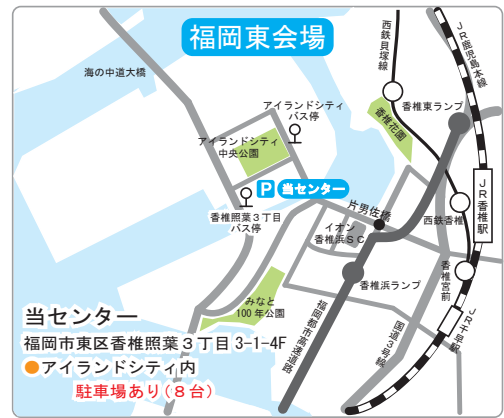 福岡東会場
海の中道大橋
アイランドシティ
バス停
アイランドシティ
中央公園
西鉄貝塚線
JR鹿児島本線
香椎東ランプ
香椎花園
P 当センター
香椎照葉3丁目
バス停
片男佐橋
イオン
香椎浜SC
西鉄香椎
JR香椎駅
香椎浜ランプ
香椎宮前
みなと
100年公園
福岡都市高速道路
国道3号線
JR千早駅
当センター
福岡市東区香椎照葉3丁目3-1-4F
●アイランドシティ内
駐車場あり(8台)